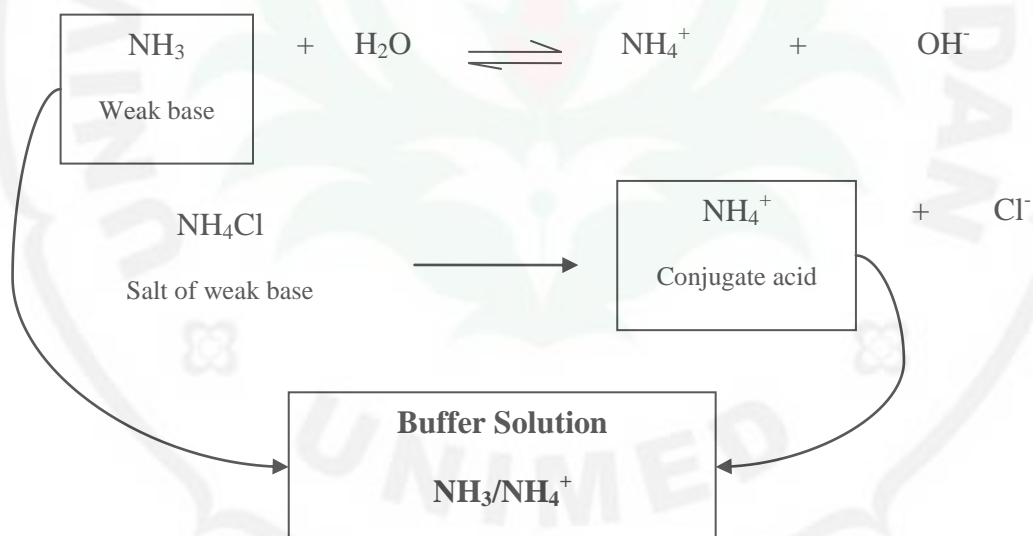 NH₃ + H₂O ⇌ NH₄⁺ + OH⁻
Weak base
NH₄Cl → NH₄⁺ + Cl⁻
Salt of weak base Conjugate acid
Buffer Solution
NH₃/NH₄⁺
UNIMED